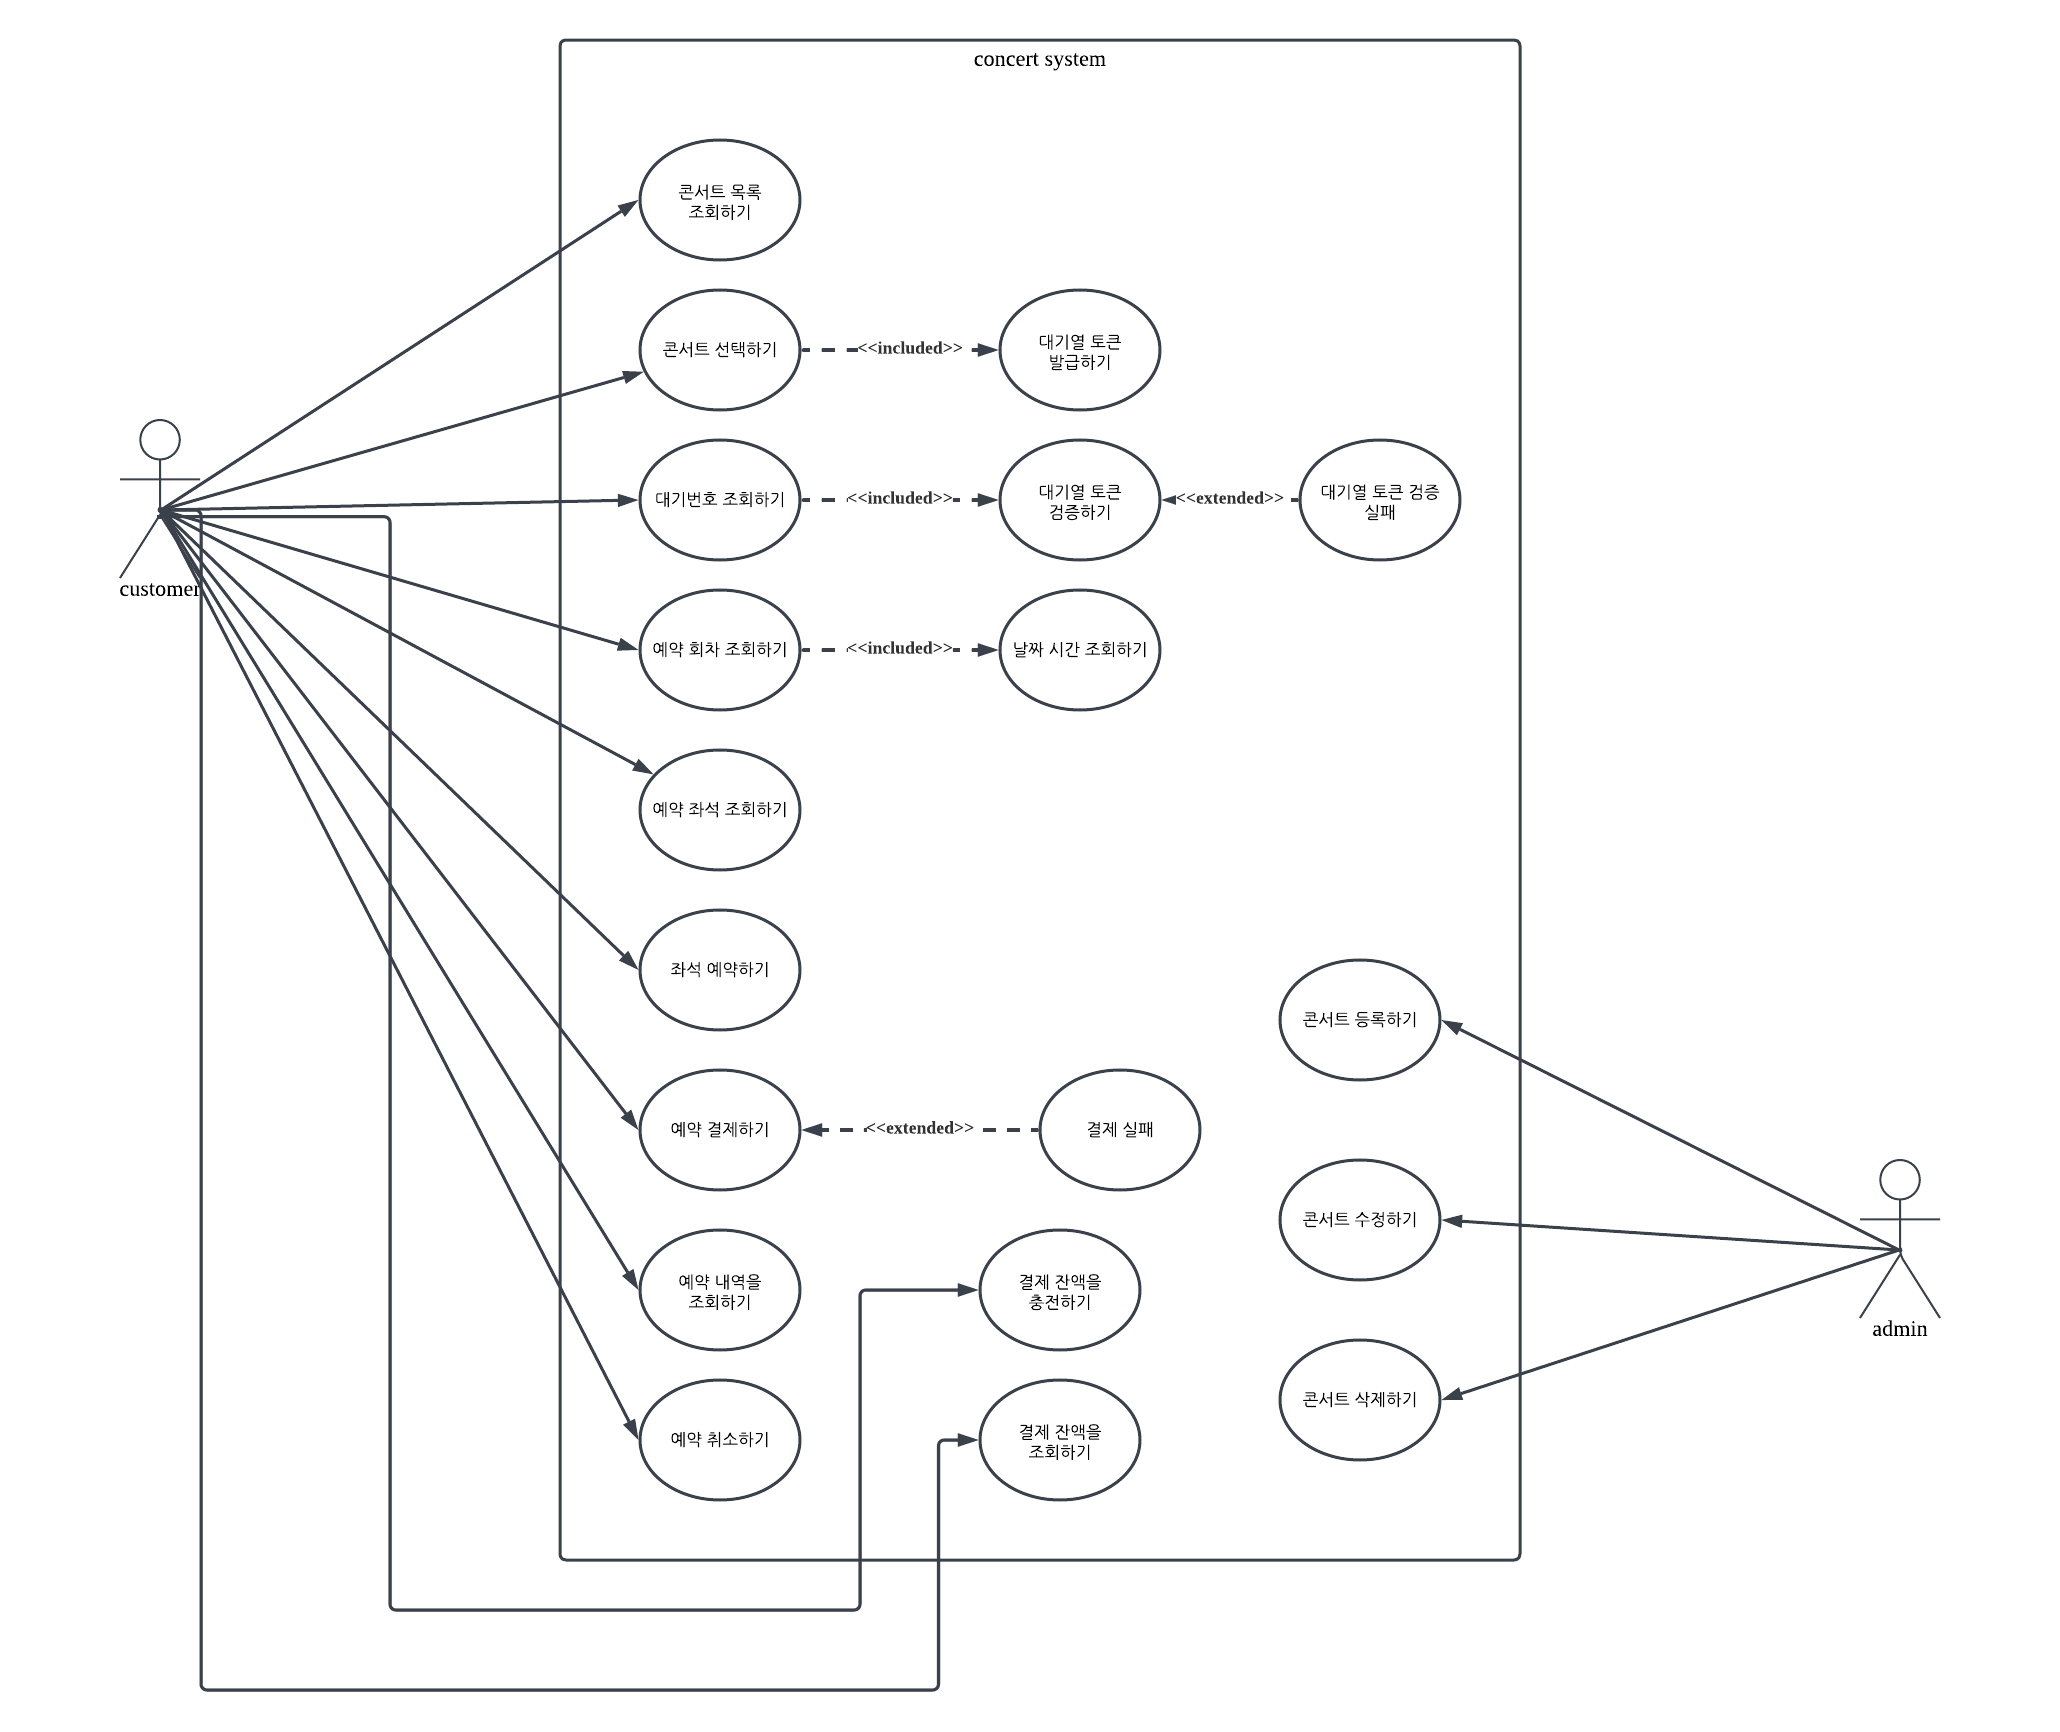 concert system
콘서트 목록
조회하기
콘서트 선택하기
<<included>>
대기열 토큰
발급하기
대기번호 조회하기
<<included>>
대기열 토큰
검증하기
<<extended>>
대기열 토큰 검증
실패
customer
예약 회차 조회하기
<<included>>
날짜 시간 조회하기
예약 좌석 조회하기
좌석 예약하기
콘서트 등록하기
예약 결제하기
<<extended>>
결제 실패
콘서트 수정하기
예약 내역을
조회하기
결제 잔액을
충전하기
admin
콘서트 삭제하기
예약 취소하기
결제 잔액을
조회하기